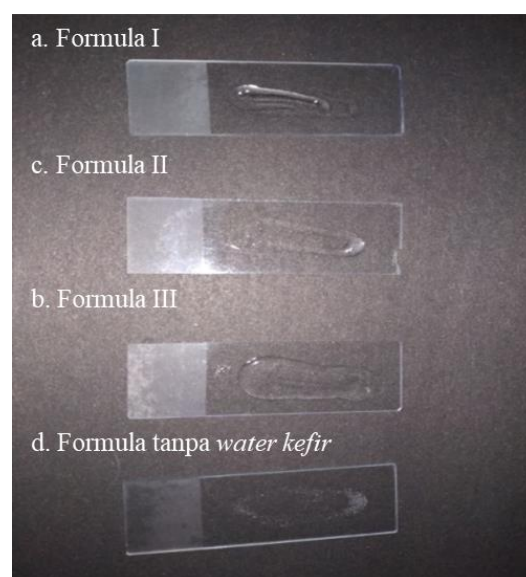 a. Formula I
c. Formula II
b. Formula III
d. Formula tanpa water kefir